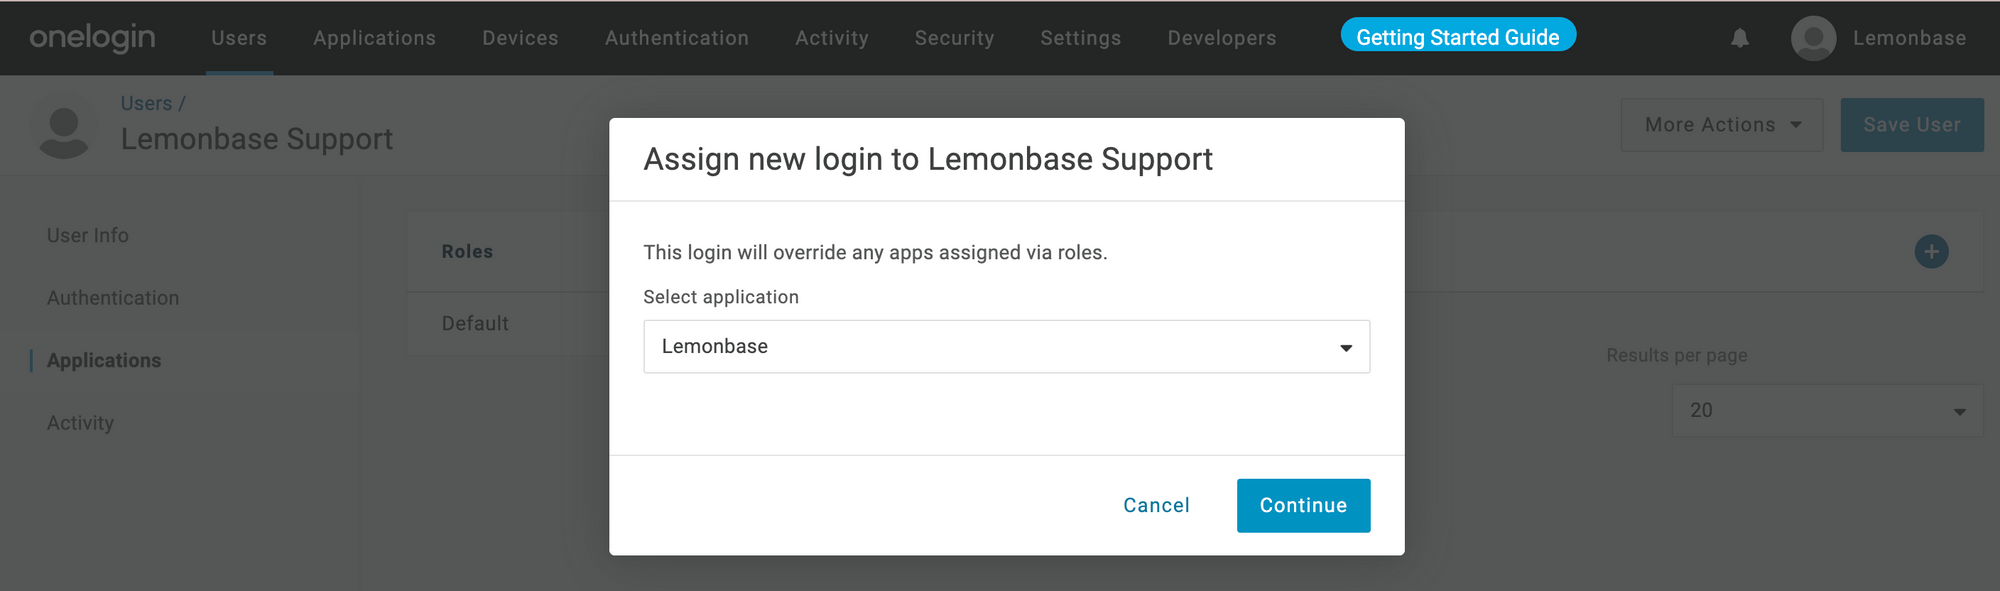 onelogin Users Applications Devices Authentication Activity Security Settings Developers Getting Started Guide Lemonbase
Users /
Lemonbase Support
More Actions
Save User
User Info
Authentication
Applications
Activity
Roles
Default
Results per page
20
Assign new login to Lemonbase Support
This login will override any apps assigned via roles.
Select application
Lemonbase
Cancel
Continue